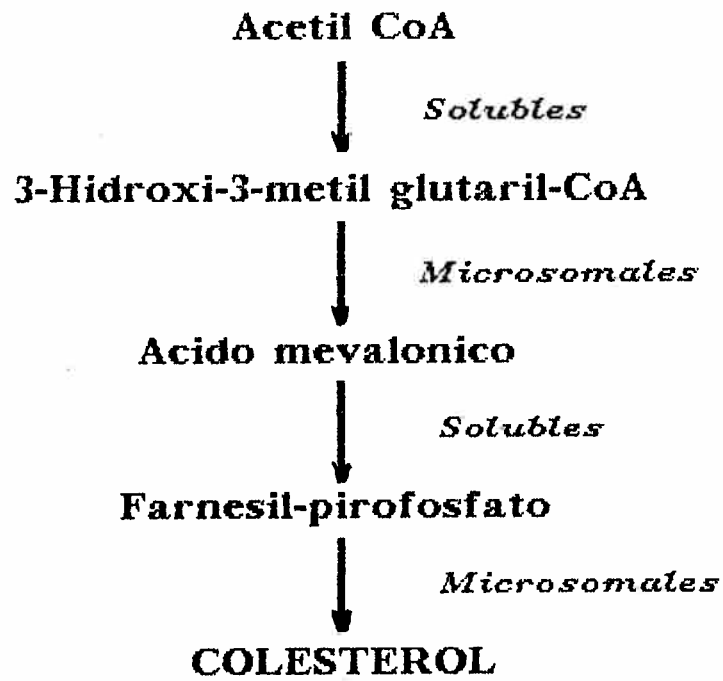 Acetil CoA
Solubles
3-Hidroxi-3-metil glutaril-CoA
Microsomales
Acido mevalonico
Solubles
Farnesil-pirofosfato
Microsomales
COLESTEROL